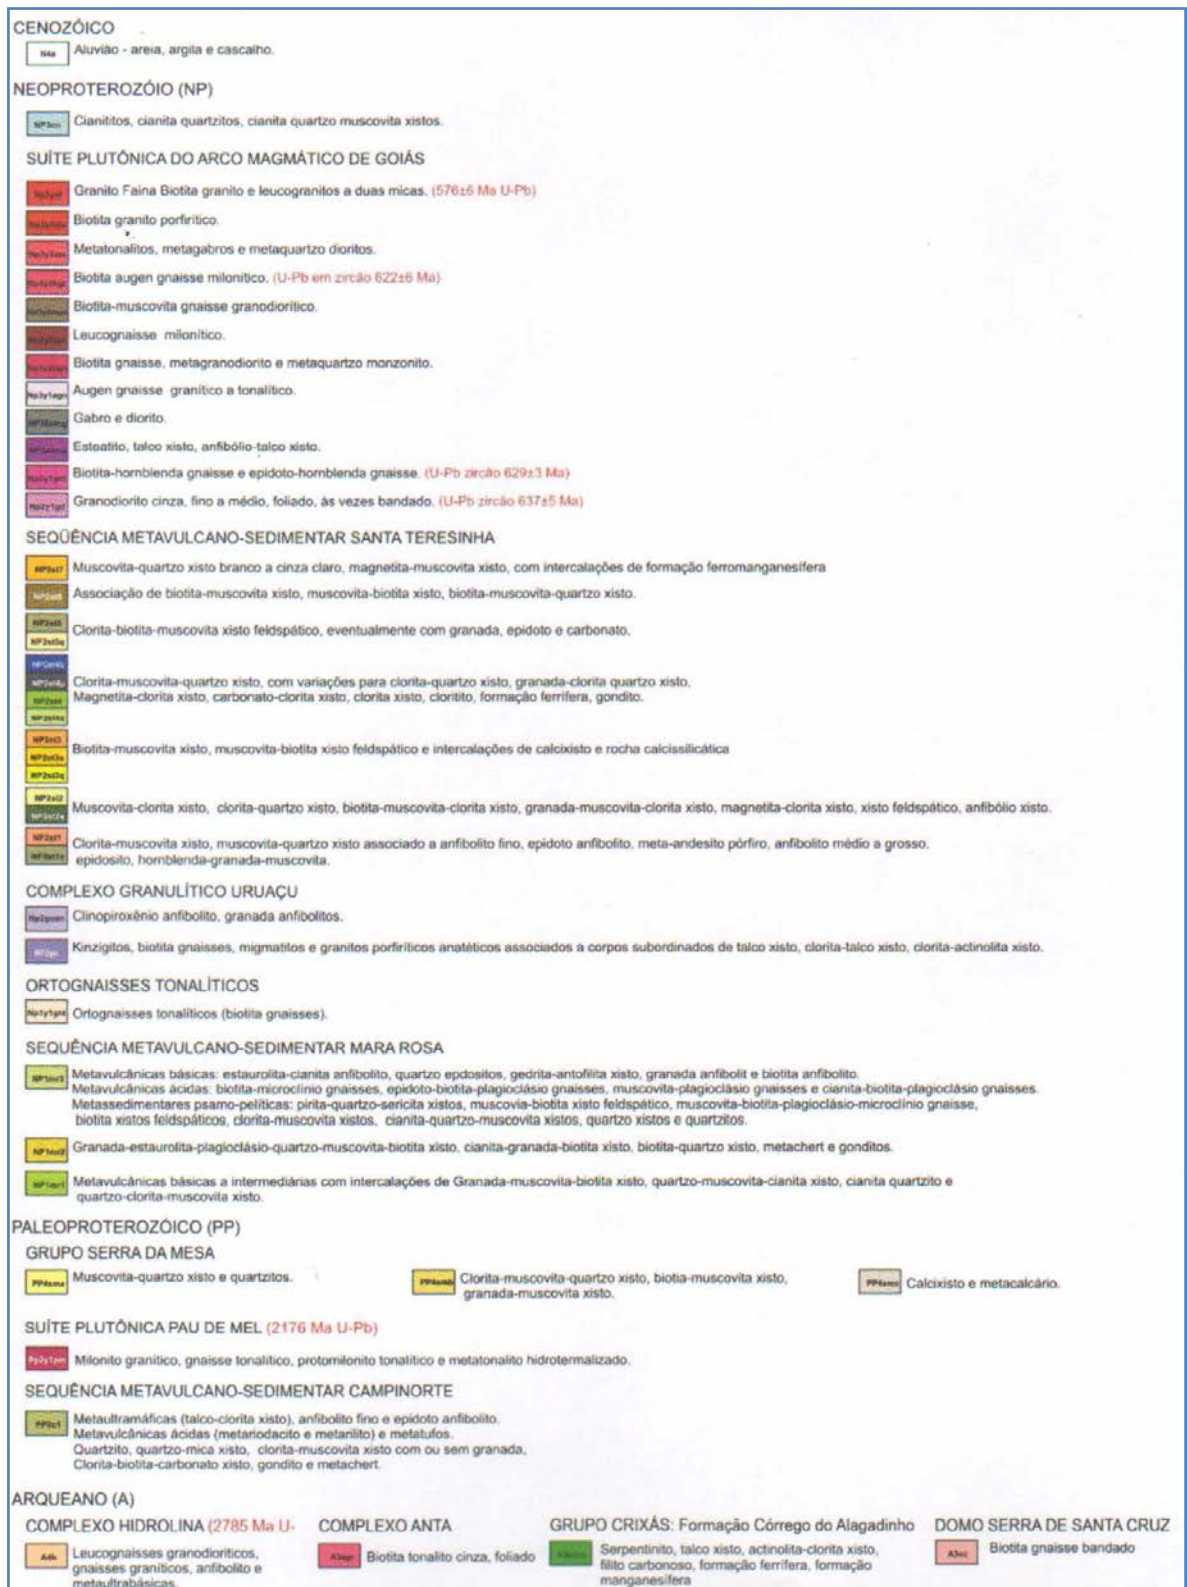 CENOZÓICO
N4a Aluvião - areia, argila e cascalho.
NEOPROTEROZÓIO (NP)
Cianititos, cianita quartzitos, cianita quartzo muscovita xistos.
SUÍTE PLUTÔNICA DO ARCO MAGMÁTICO DE GOIÁS
Granito Faina Biotita granito e leucogranitos a duas micas. (576±6 Ma U-Pb)
Biotita granito porfirítico.
Metatonalitos, metagabros e metaquartzo dioritos.
Biotita augen gnaisse milonítico. (U-Pb em zircão 622±6 Ma)
Biotita-muscovita gnaisse granodiorítico.
Leucognaisse milonítico.
Biotita gnaisse, metagranodiorito e metaquartzo monzonito.
Augen gnaisse granítico a tonalítico.
Gabro e diorito.
Esteatito, talco xisto, anfibólio-talco xisto.
Biotita-hornblenda gnaisse e epidoto-hornblenda gnaisse. (U-Pb zircão 629±3 Ma)
Granodiorito cinza, fino a médio, foliado, às vezes bandado. (U-Pb zircão 637±5 Ma)
SEQÜÊNCIA METAVULCANO-SEDIMENTAR SANTA TERESINHA
NP2st7 Muscovita-quartzo xisto branco a cinza claro, magnetita-muscovita xisto, com intercalações de formação ferromanganesífera
NP2st6 Associação de biotita-muscovita xisto, muscovita-biotita xisto, biotita-muscovita-quartzo xisto.
NP2st5
Clorita-biotita-muscovita xisto feldspático, eventualmente com granada, epidoto e carbonato.
NP2st5q
Clorita-muscovita-quartzo xisto, com variações para clorita-quartzo xisto, granada-clorita quartzo xisto,
NP2st4 Magnetita-clorita xisto, carbonato-clorita xisto, clorita xisto, cloritito, formação ferrífera, gondito.
NP2st3
Biotita-muscovita xisto, muscovita-biotita xisto feldspático e intercalações de calcixisto e rocha calcissilicática
NP2st3q
NP2st2
Muscovita-clorita xisto, clorita-quartzo xisto, biotita-muscovita-clorita xisto, granada-muscovita-clorita xisto, magnetita-clorita xisto, xisto feldspático, anfibólio xisto.
NP2st1
Clorita-muscovita xisto, muscovita-quartzo xisto associado a anfibolito fino, epidoto anfibolito, meta-andesito pórfiro, anfibolito médio a grosso.
epidosito, hornblenda-granada-muscovita.
COMPLEXO GRANULÍTICO URUAÇU
Clinopiroxênio anfibolito, granada anfibolitos.
Kinzigitos, biotita gnaisses, migmatitos e granitos porfiríticos anatéticos associados a corpos subordinados de talco xisto, clorita-talco xisto, clorita-actinolita xisto.
ORTOGNAISSES TONALÍTICOS
Ortognaisses tonalíticos (biotita gnaisses).
SEQUÊNCIA METAVULCANO-SEDIMENTAR MARA ROSA
NP1mr3 Metavulcânicas básicas: estaurolita-cianita anfibolito, quartzo epdositos, gedrita-antofilita xisto, granada anfibolit e biotita anfibolito.
Metavulcânicas ácidas: biotita-microclínio gnaisses, epidoto-biotita-plagioclásio gnaisses, muscovita-plagioclásio gnaisses e cianita-biotita-plagioclásio gnaisses.
Metassedimentares psamo-pelíticas: pirita-quartzo-sericita xistos, muscovia-biotita xisto feldspático, muscovita-biotita-plagioclásio-microclínio gnaisse,
biotita xistos feldspáticos, clorita-muscovita xistos, cianita-quartzo-muscovita xistos, quartzo xistos e quartzitos.
NP1mr2 Granada-estaurolita-plagioclásio-quartzo-muscovita-biotita xisto, cianita-granada-biotita xisto, biotita-quartzo xisto, metachert e gonditos.
NP1mr1 Metavulcânicas básicas a intermediárias com intercalações de Granada-muscovita-biotita xisto, quartzo-muscovita-cianita xisto, cianita quartzito e
quartzo-clorita-muscovita xisto.
PALEOPROTEROZÓICO (PP)
GRUPO SERRA DA MESA
PP4sma Muscovita-quartzo xisto e quartzitos.
PP4smb Clorita-muscovita-quartzo xisto, biotia-muscovita xisto,
granada-muscovita xisto.
Calcixisto e metacalcário.
SUÍTE PLUTÔNICA PAU DE MEL (2176 Ma U-Pb)
Milonito granítico, gnaisse tonalítico, protomilonito tonalítico e metatonalito hidrotermalizado.
SEQUÊNCIA METAVULCANO-SEDIMENTAR CAMPINORTE
Metaultramáficas (talco-clorita xisto), anfibolito fino e epidoto anfibolito.
Metavulcânicas ácidas (metariodacito e metarilito) e metatufos.
Quartzito, quartzo-mica xisto, clorita-muscovita xisto com ou sem granada,
Clorita-biotita-carbonato xisto, gondito e metachert.
ARQUEANO (A)
COMPLEXO HIDROLINA (2785 Ma U-
Leucognaisses granodioriticos,
gnaisses graníticos, anfibolito e
metaultrabásicas.
COMPLEXO ANTA
Biotita tonalito cinza, foliado
GRUPO CRIXÁS: Formação Córrego do Alagadinho
Serpentinito, talco xisto, actinolita-clorita xisto,
filito carbonoso, formação ferrífera, formação
manganesífera
DOMO SERRA DE SANTA CRUZ
Biotita gnaisse bandado